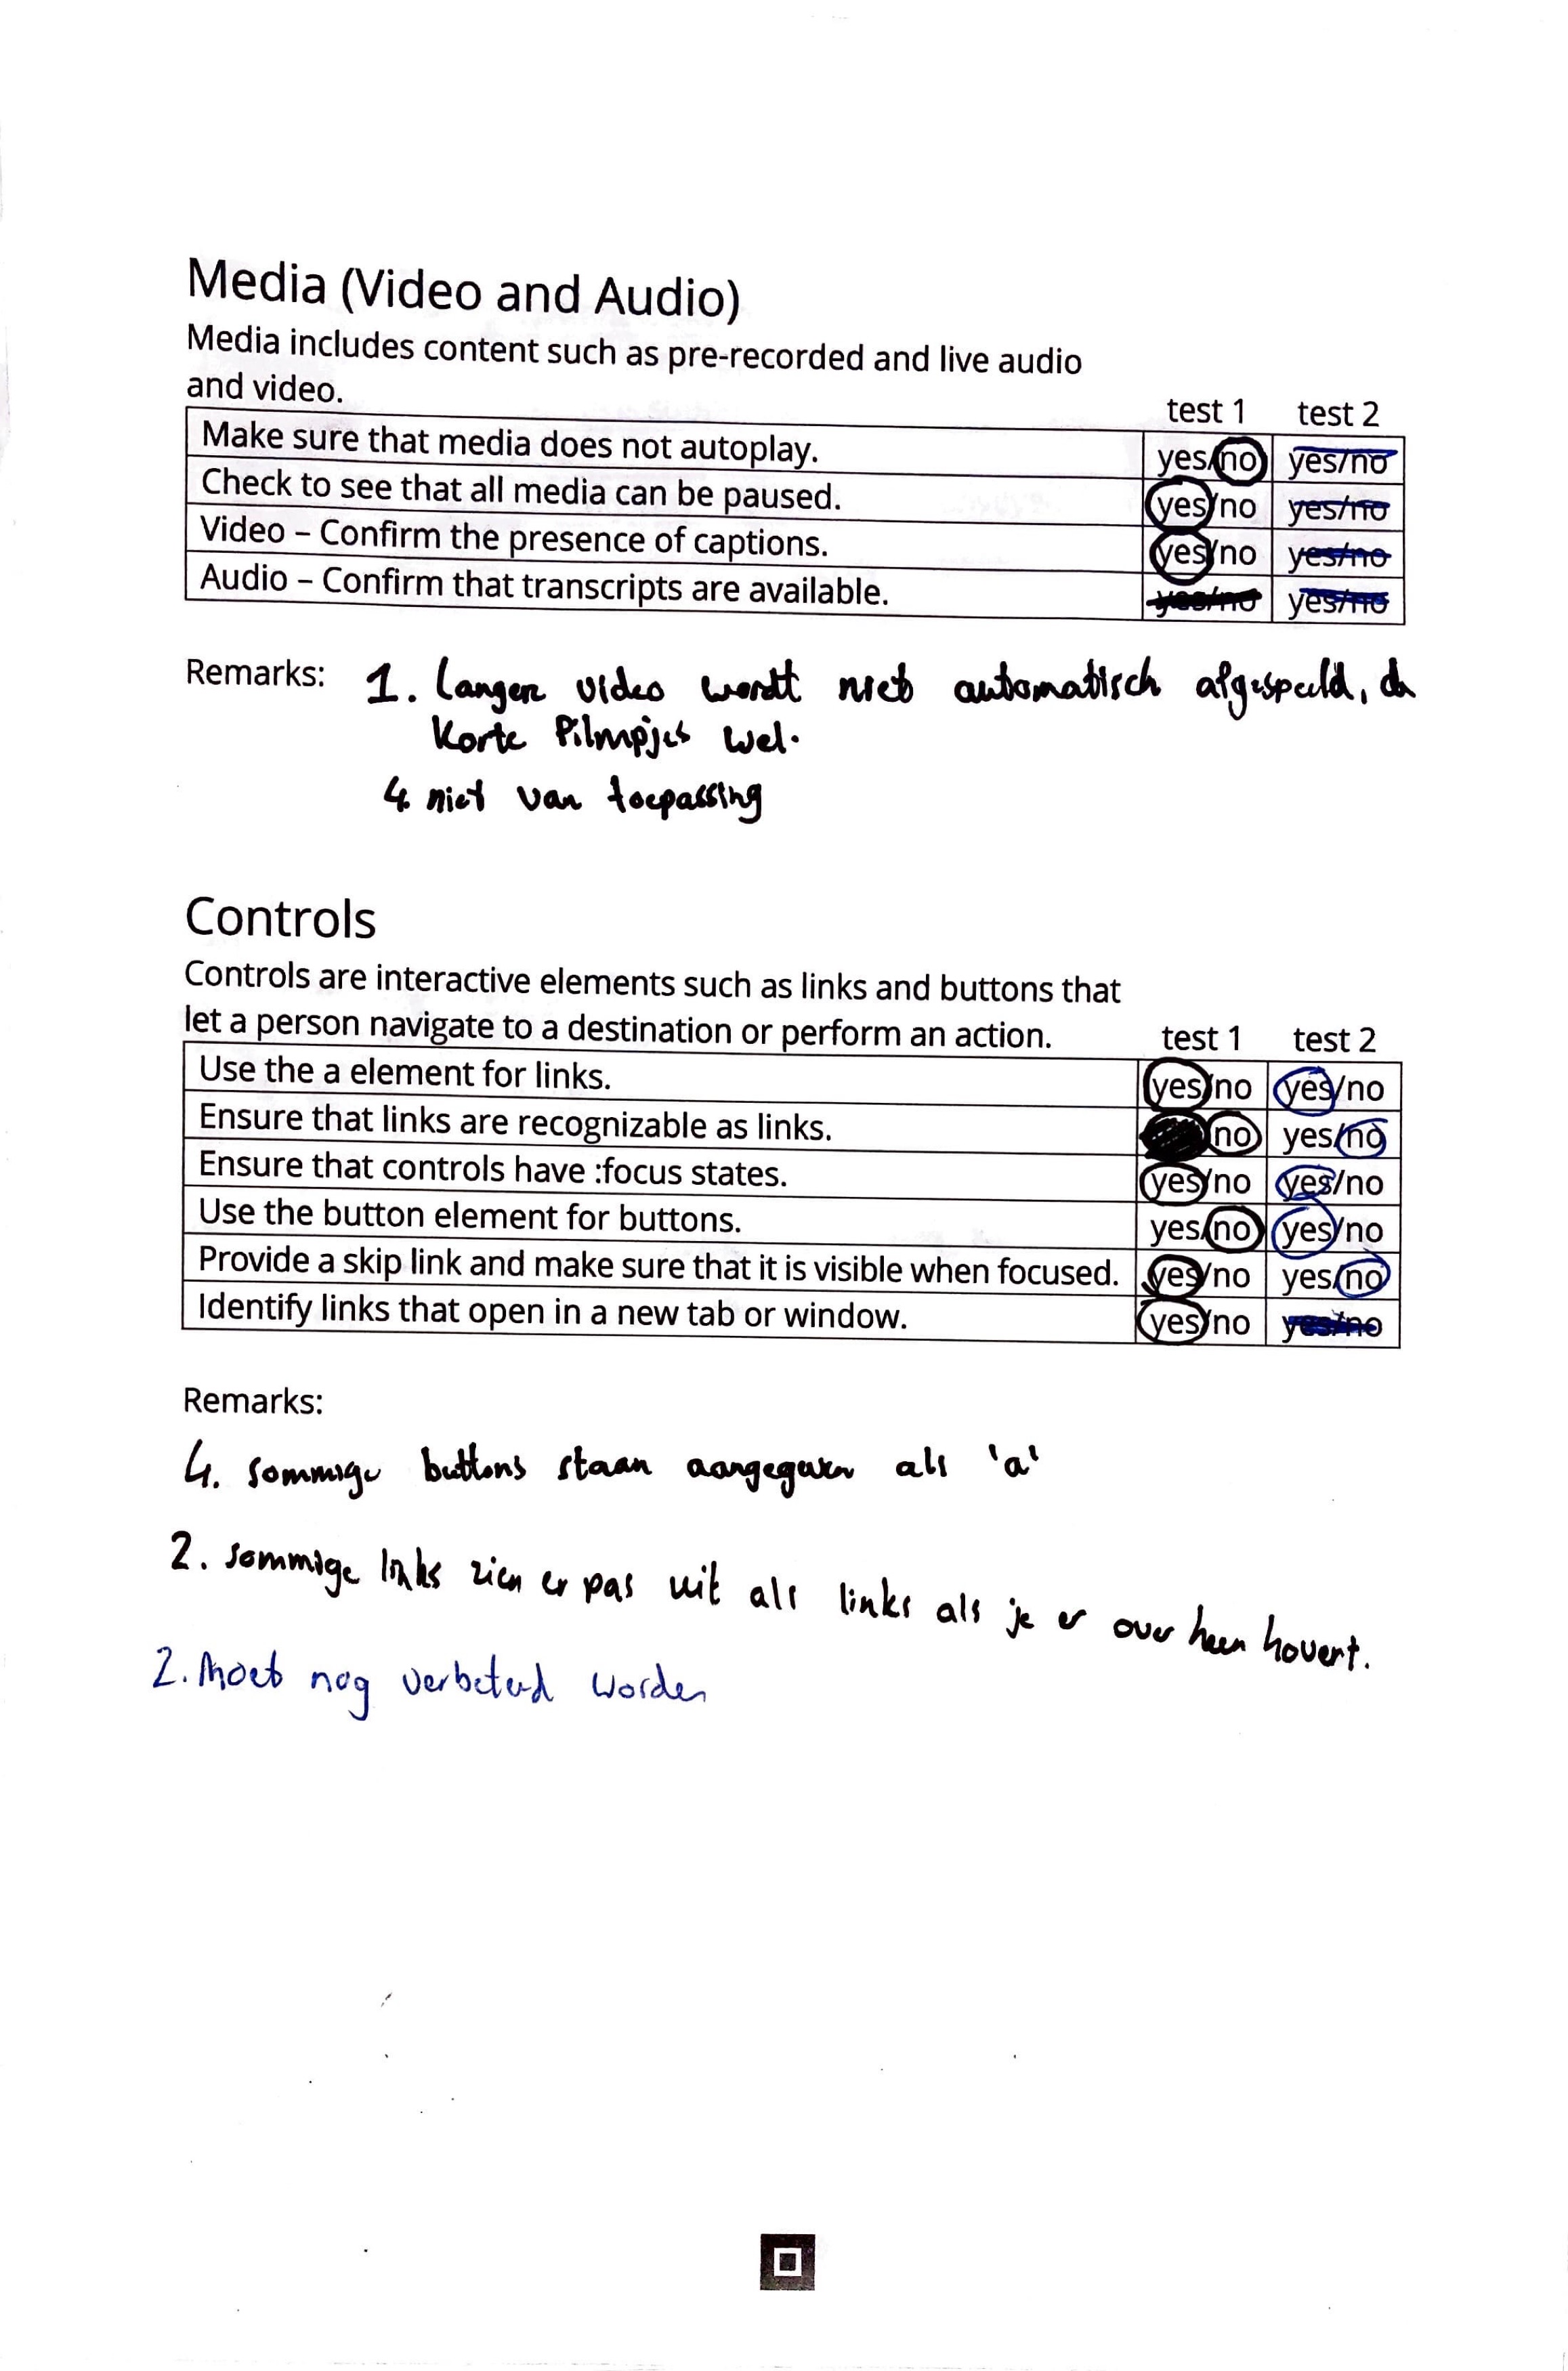 Media (Video and Audio)
Media includes content such as pre-recorded and live audio
and video.
test 1 test 2
Make sure that media does not autoplay. yes/no yes/no
Check to see that all media can be paused. yes/no yes/no
Video – Confirm the presence of captions. yes/no yes/no
Audio – Confirm that transcripts are available. yes/no yes/no
Remarks: 1. Langere video wordt niet automatisch afgespeeld, de
korte filmpjes wel.
4. niet van toepassing
Controls
Controls are interactive elements such as links and buttons that
let a person navigate to a destination or perform an action. test 1 test 2
Use the a element for links. yes/no yes/no
Ensure that links are recognizable as links. no yes/no
Ensure that controls have :focus states. yes/no yes/no
Use the button element for buttons. yes/no yes/no
Provide a skip link and make sure that it is visible when focused. yes/no yes/no
Identify links that open in a new tab or window. yes/no yes/no
Remarks:
4. sommige buttons staan aangegeven als 'a'
2. sommige links zien er pas uit als links als je er over heen hovert.
2. Moet nog verbeterd worden